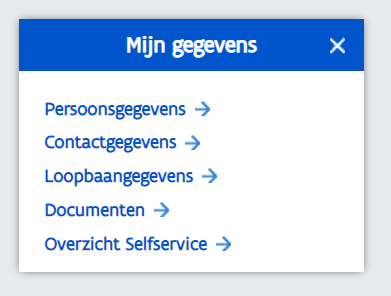 Mijn gegevens
Persoonsgegevens
Contactgegevens
Loopbaangegevens
Documenten
Overzicht Selfservice